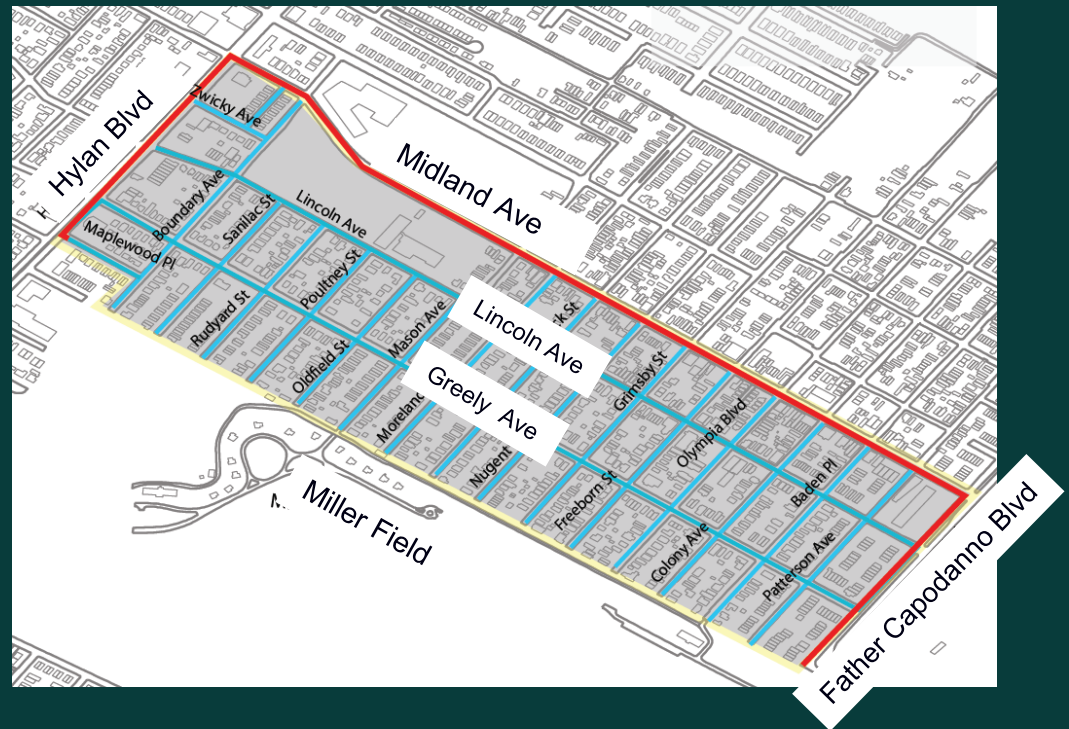 Zwicky Ave
Hylan Blvd
Midland Ave
Boundary Ave
Sanilac St
Lincoln Ave
Maplewood Pl
Poultney St
Rudyard St
Mason Ave
Oldfield St
Lincoln Ave
ck St
Greely Ave
Grimsby St
Moreland
Olympia Blvd
Nugent
Baden Pl
Freeborn St
Miller Field
Colony Ave
Patterson Ave
Father Capodanno Blvd